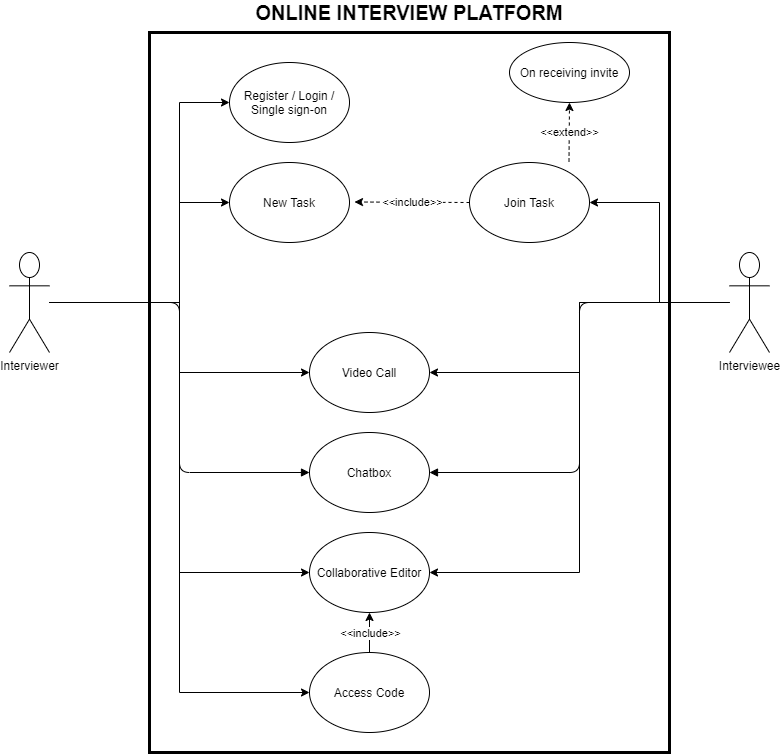 ONLINE INTERVIEW PLATFORM
On receiving invite
Register / Login /
Single sign-on
<<extend>>
New Task
<<include>>
Join Task
Interviewer
Interviewee
Video Call
Chatbox
Collaborative Editor
<<include>>
Access Code